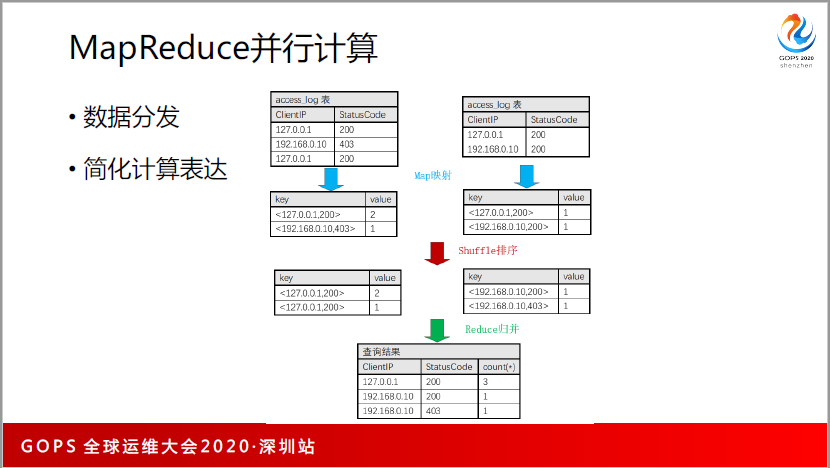 MapReduce并行计算
GOPS 2020
shenzhen
• 数据分发
• 简化计算表达
access_log 表
ClientIP StatusCode
127.0.0.1 200
192.168.0.10 403
127.0.0.1 200
access_log 表
ClientIP StatusCode
127.0.0.1 200
192.168.0.10 200
Map映射
key value
<127.0.0.1,200> 2
<192.168.0.10,403> 1
key value
<127.0.0.1,200> 1
<192.168.0.10,200> 1
Shuffle排序
key value
<127.0.0.1,200> 2
<127.0.0.1,200> 1
key value
<192.168.0.10,200> 1
<192.168.0.10,403> 1
Reduce归并
查询结果
ClientIP StatusCode count(*)
127.0.0.1 200 3
192.168.0.10 200 1
192.168.0.10 403 1
GOPS 全球运维大会2020·深圳站